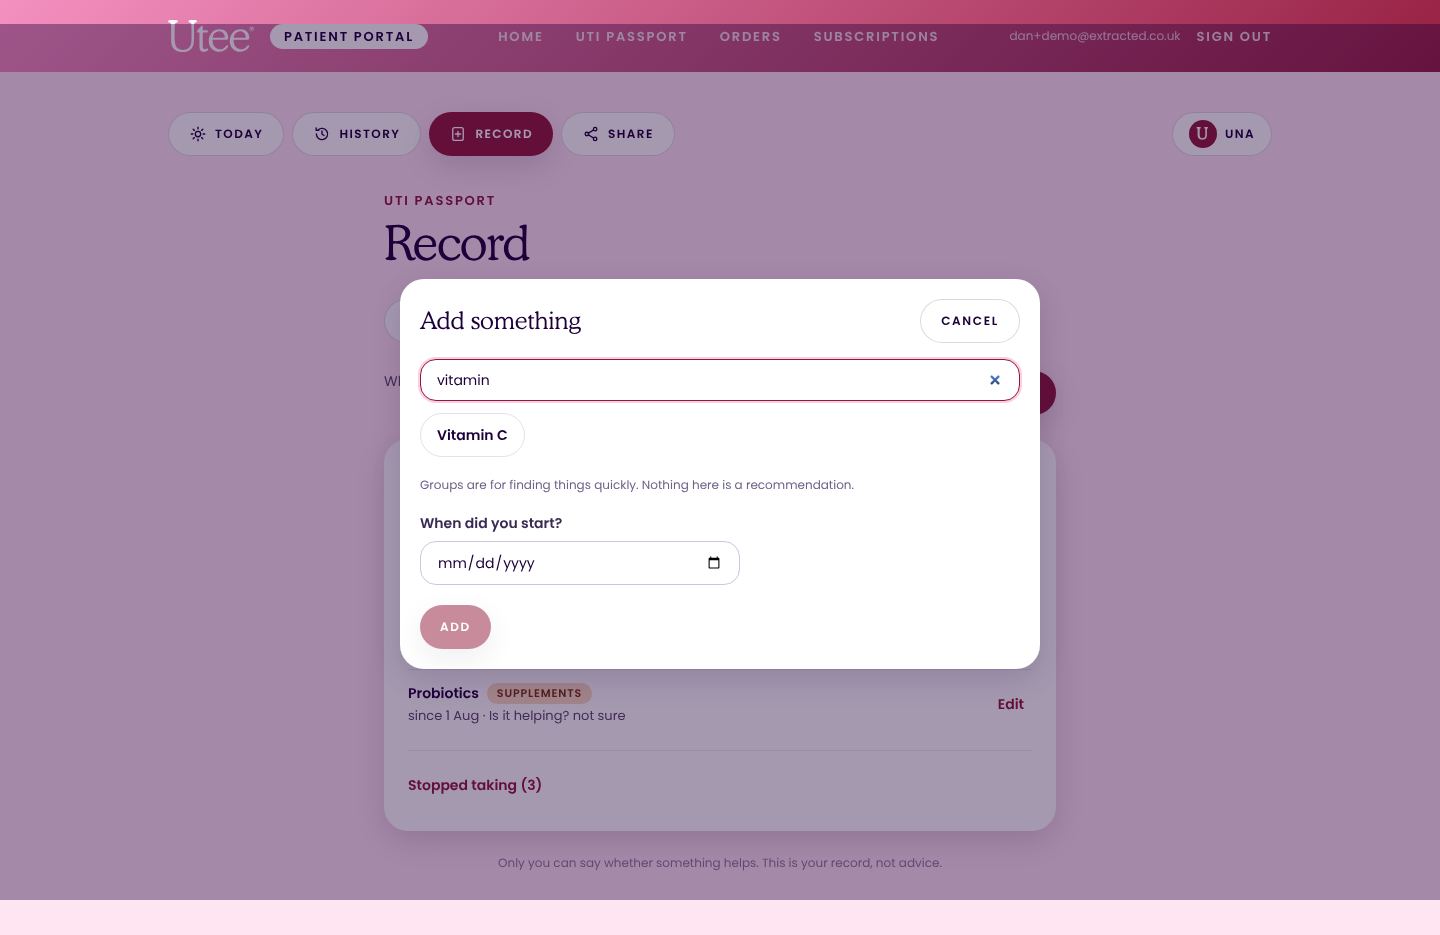 Utee®
PATIENT PORTAL
HOME
UTI PASSPORT
ORDERS
SUBSCRIPTIONS
dan+demo@extracted.co.uk
SIGN OUT
TODAY
HISTORY
RECORD
SHARE
U
UNA
UTI PASSPORT
Record
Add something
CANCEL
vitamin
Vitamin C
Groups are for finding things quickly. Nothing here is a recommendation.
When did you start?
mm/dd/yyyy
ADD
Probiotics
SUPPLEMENTS
since 1 Aug · Is it helping? not sure
Edit
Stopped taking (3)
Only you can say whether something helps. This is your record, not advice.